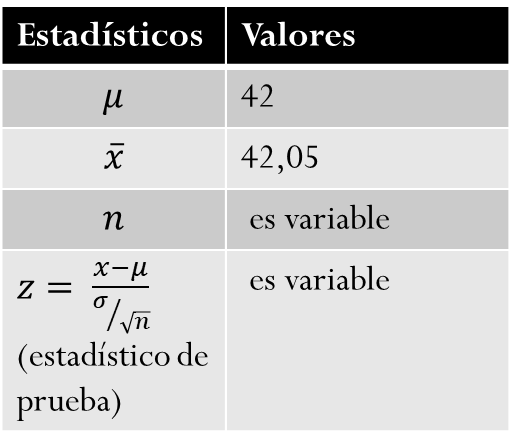 Estadísticos Valores
μ 42
x̄ 42,05
n es variable
z = x−μ / σ/√n es variable
(estadístico de
prueba)